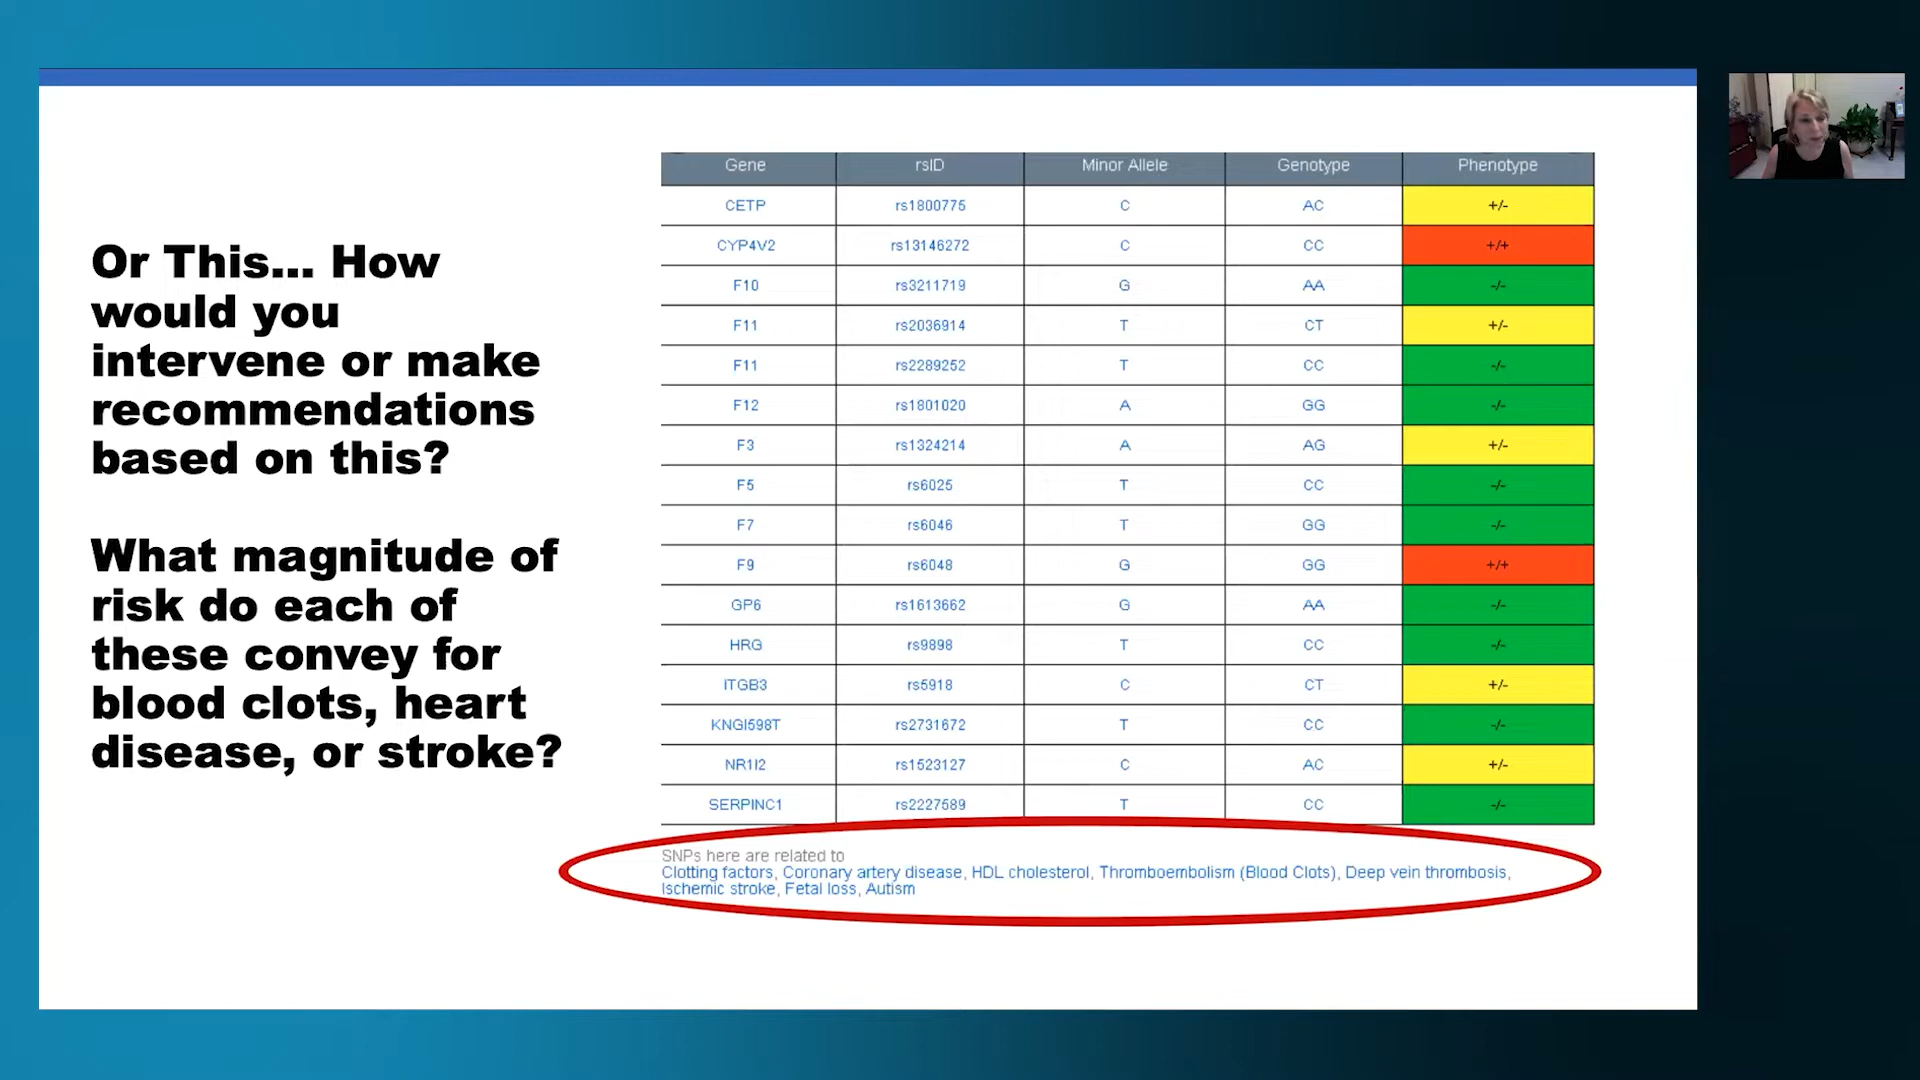 Or This... How
would you
intervene or make
recommendations
based on this?
What magnitude of
risk do each of
these convey for
blood clots, heart
disease, or stroke?
Gene rsID Minor Allele Genotype Phenotype
CETP rs1800775 C AC +/-
CYP4V2 rs13146272 C CC +/+
F10 rs3211719 G AA -/-
F11 rs2036914 T CT +/-
F11 rs2289252 T CC -/-
F12 rs1801020 A GG -/-
F3 rs1324214 A AG +/-
F5 rs6025 T CC -/-
F7 rs6046 T GG -/-
F9 rs6048 G GG +/+
GP6 rs1613662 G AA -/-
HRG rs9898 T CC -/-
ITGB3 rs5918 C CT +/-
KNGI598T rs2731672 T CC -/-
NR1I2 rs1523127 C AC +/-
SERPINC1 rs2227589 T CC -/-
SNPs here are related to
Clotting factors, Coronary artery disease, HDL cholesterol, Thromboembolism (Blood Clots), Deep vein thrombosis,
Ischemic stroke, Fetal loss, Autism